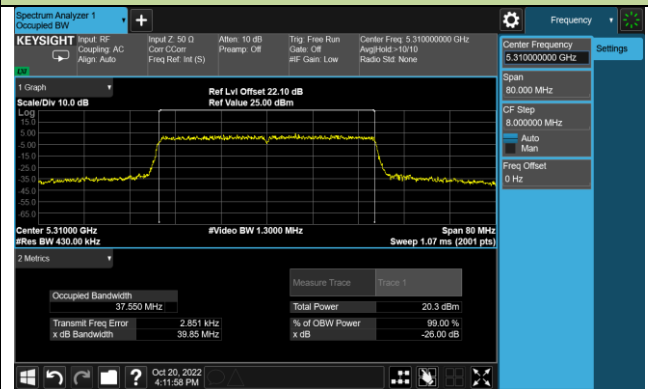 Spectrum Analyzer 1
Occupied BW
Frequency
KEYSIGHT
Input: RF
Coupling: AC
Align: Auto
Input Z: 50 Ω
Corr CCorr
Freq Ref: Int (S)
Atten: 10 dB
Preamp: Off
Trig: Free Run
Gate: Off
#IF Gain: Low
Center Freq: 5.310000000 GHz
Avg|Hold:>10/10
Radio Std: None
LXI
Center Frequency
5.310000000 GHz
Settings
Span
80.000 MHz
CF Step
8.000000 MHz
Auto
Man
Freq Offset
0 Hz
1 Graph
Scale/Div 10.0 dB
Ref Lvl Offset 22.10 dB
Ref Value 25.00 dBm
Log
15.0
5.00
-5.00
-15.0
-25.0
-35.0
-45.0
-55.0
-65.0
Center 5.31000 GHz
#Res BW 430.00 kHz
#Video BW 1.3000 MHz
Span 80 MHz
Sweep 1.07 ms (2001 pts)
2 Metrics
Measure Trace
Trace 1
Occupied Bandwidth
37.550 MHz
Total Power
20.3 dBm
Transmit Freq Error
2.851 kHz
% of OBW Power
99.00 %
x dB Bandwidth
39.85 MHz
x dB
-26.00 dB
?
Oct 20, 2022
4:11:58 PM